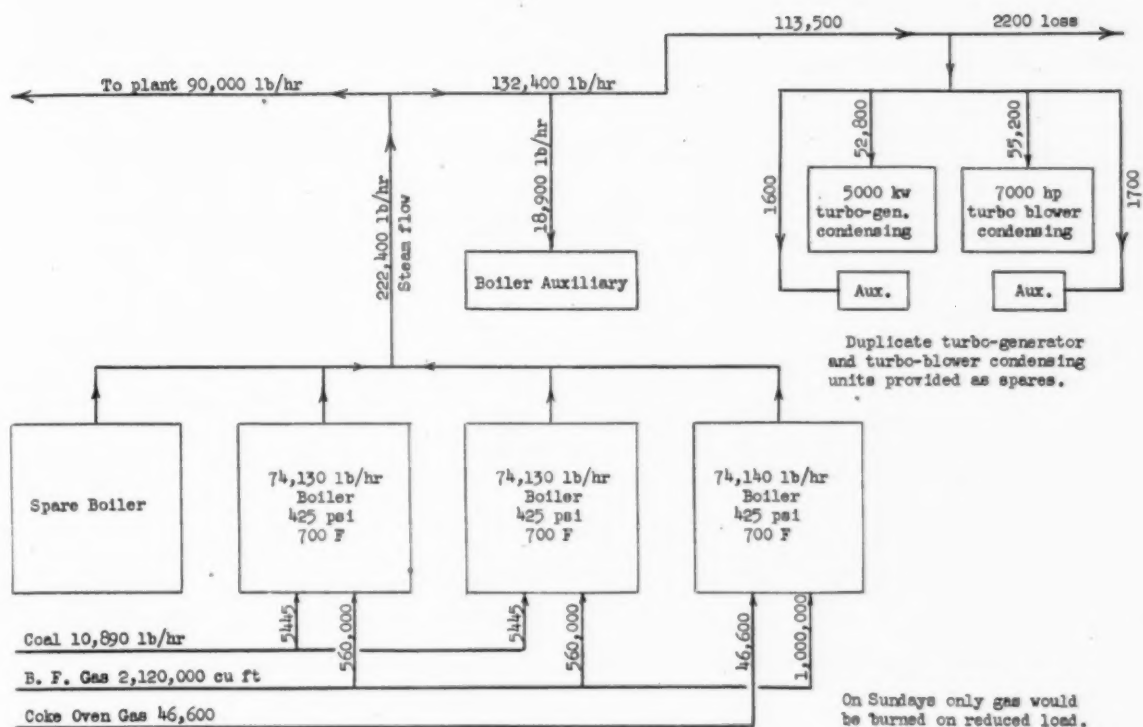 113,500
2200 loss
To plant 90,000 lb/hr
132,400 lb/hr
222,400 lb/hr
Steam flow
18,900 lb/hr
Boiler Auxiliary
1600
52,800
55,200
1700
5000 kw
turbo-gen.
condensing
7000 hp
turbo blower
condensing
Aux.
Aux.
Duplicate turbo-generator
and turbo-blower condensing
units provided as spares.
Spare Boiler
74,130 lb/hr
Boiler
425 psi
700 F
74,130 lb/hr
Boiler
425 psi
700 F
74,140 lb/hr
Boiler
425 psi
700 F
Coal 10,890 lb/hr
5445
560,000
5445
560,000
46,600
1,000,000
B. F. Gas 2,120,000 cu ft
Coke Oven Gas 46,600
On Sundays only gas would
be burned on reduced load.